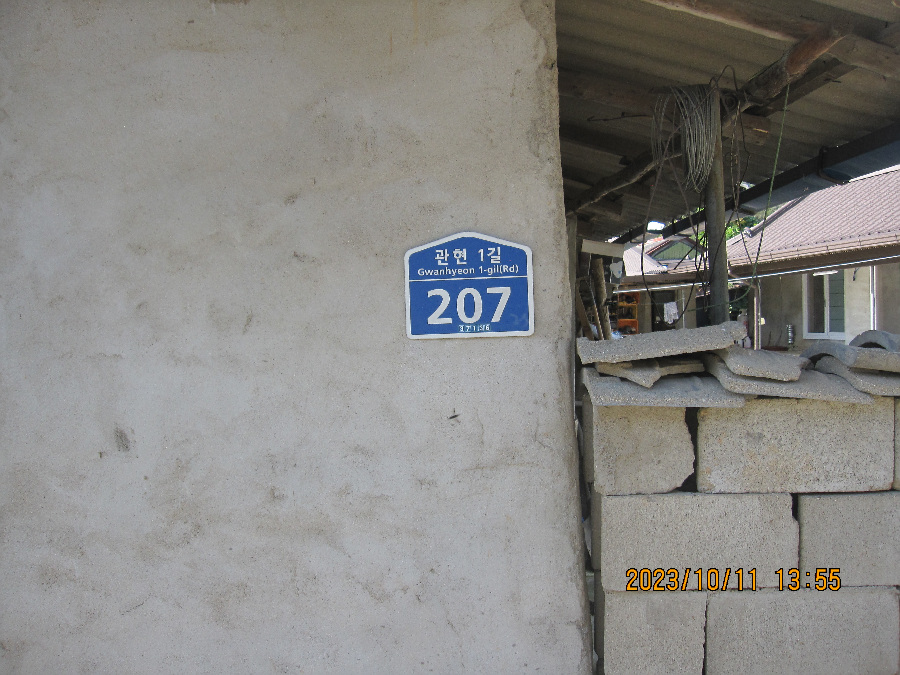 관현 1길
Gwanhyeon 1-gil(Rd)
207
2023/10/11 13:55